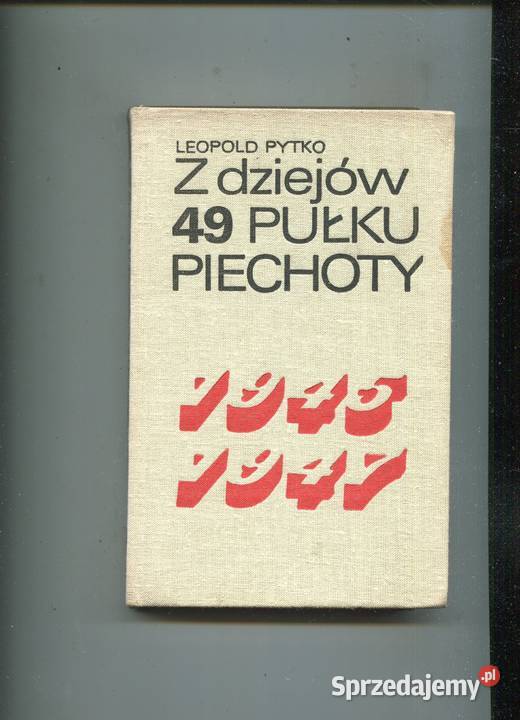 LEOPOLD PYTKO
Z dziejów
49 PUŁKU
PIECHOTY
1945
1947
Sprzedajemy.pl